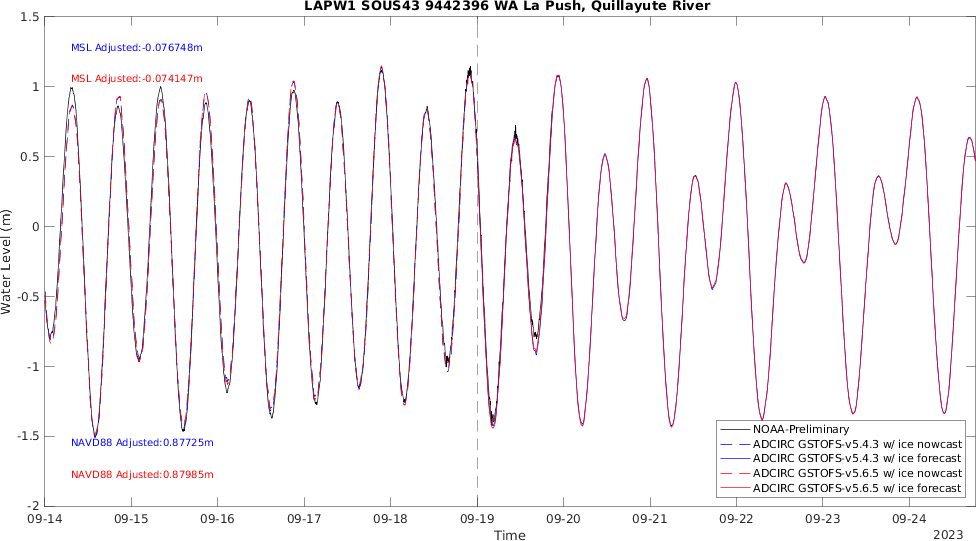 LAPW1 SOUS43 9442396 WA La Push, Quillayute River
1.5
1
0.5
0
-0.5
-1
-1.5
-2
Water Level (m)
MSL Adjusted:-0.076748m
MSL Adjusted:-0.074147m
NAVD88 Adjusted:0.87725m
NAVD88 Adjusted:0.87985m
NOAA-Preliminary
ADCIRC GSTOFS-v5.4.3 w/ ice nowcast
ADCIRC GSTOFS-v5.4.3 w/ ice forecast
ADCIRC GSTOFS-v5.6.5 w/ ice nowcast
ADCIRC GSTOFS-v5.6.5 w/ ice forecast
09-14 09-15 09-16 09-17 09-18 09-19 09-20 09-21 09-22 09-23 09-24
Time
2023